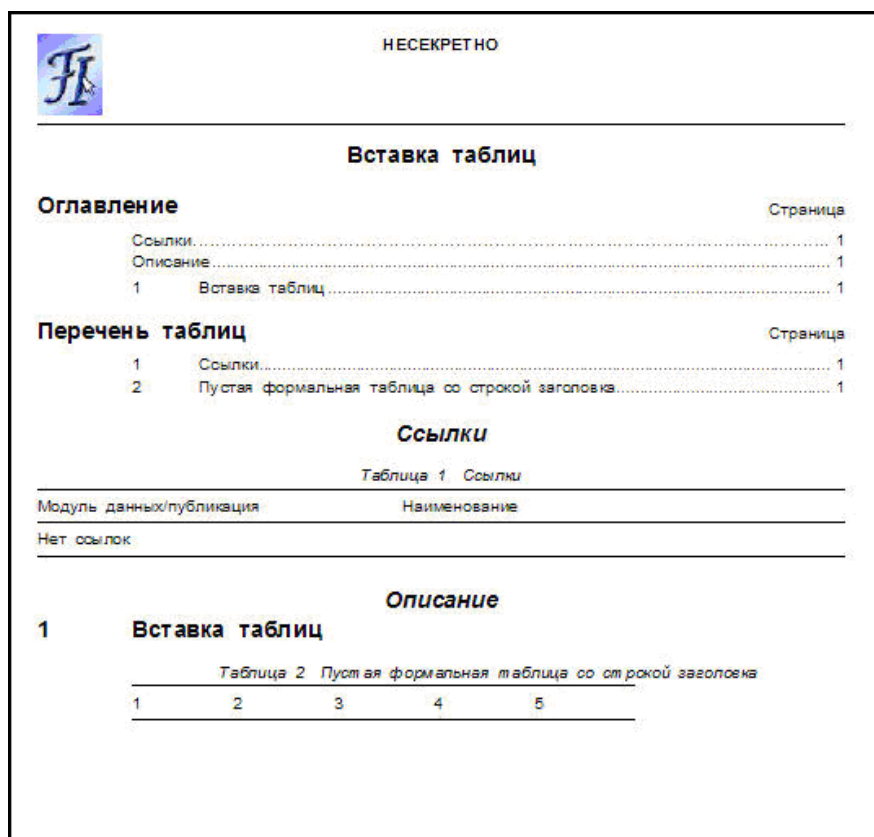 НЕСЕКРЕТНО
Вставка таблиц
Оглавление Страница
Ссылки 1
Описание 1
1 Вставка таблиц 1
Перечень таблиц Страница
1 Ссылки 1
2 Пустая формальная таблица со строкой заголовка 1
Ссылки
Таблица 1 Ссылки
Модуль данных/публикация Наименование
Нет ссылок
Описание
1 Вставка таблиц
Таблица 2 Пустая формальная таблица со строкой заголовка
1 2 3 4 5